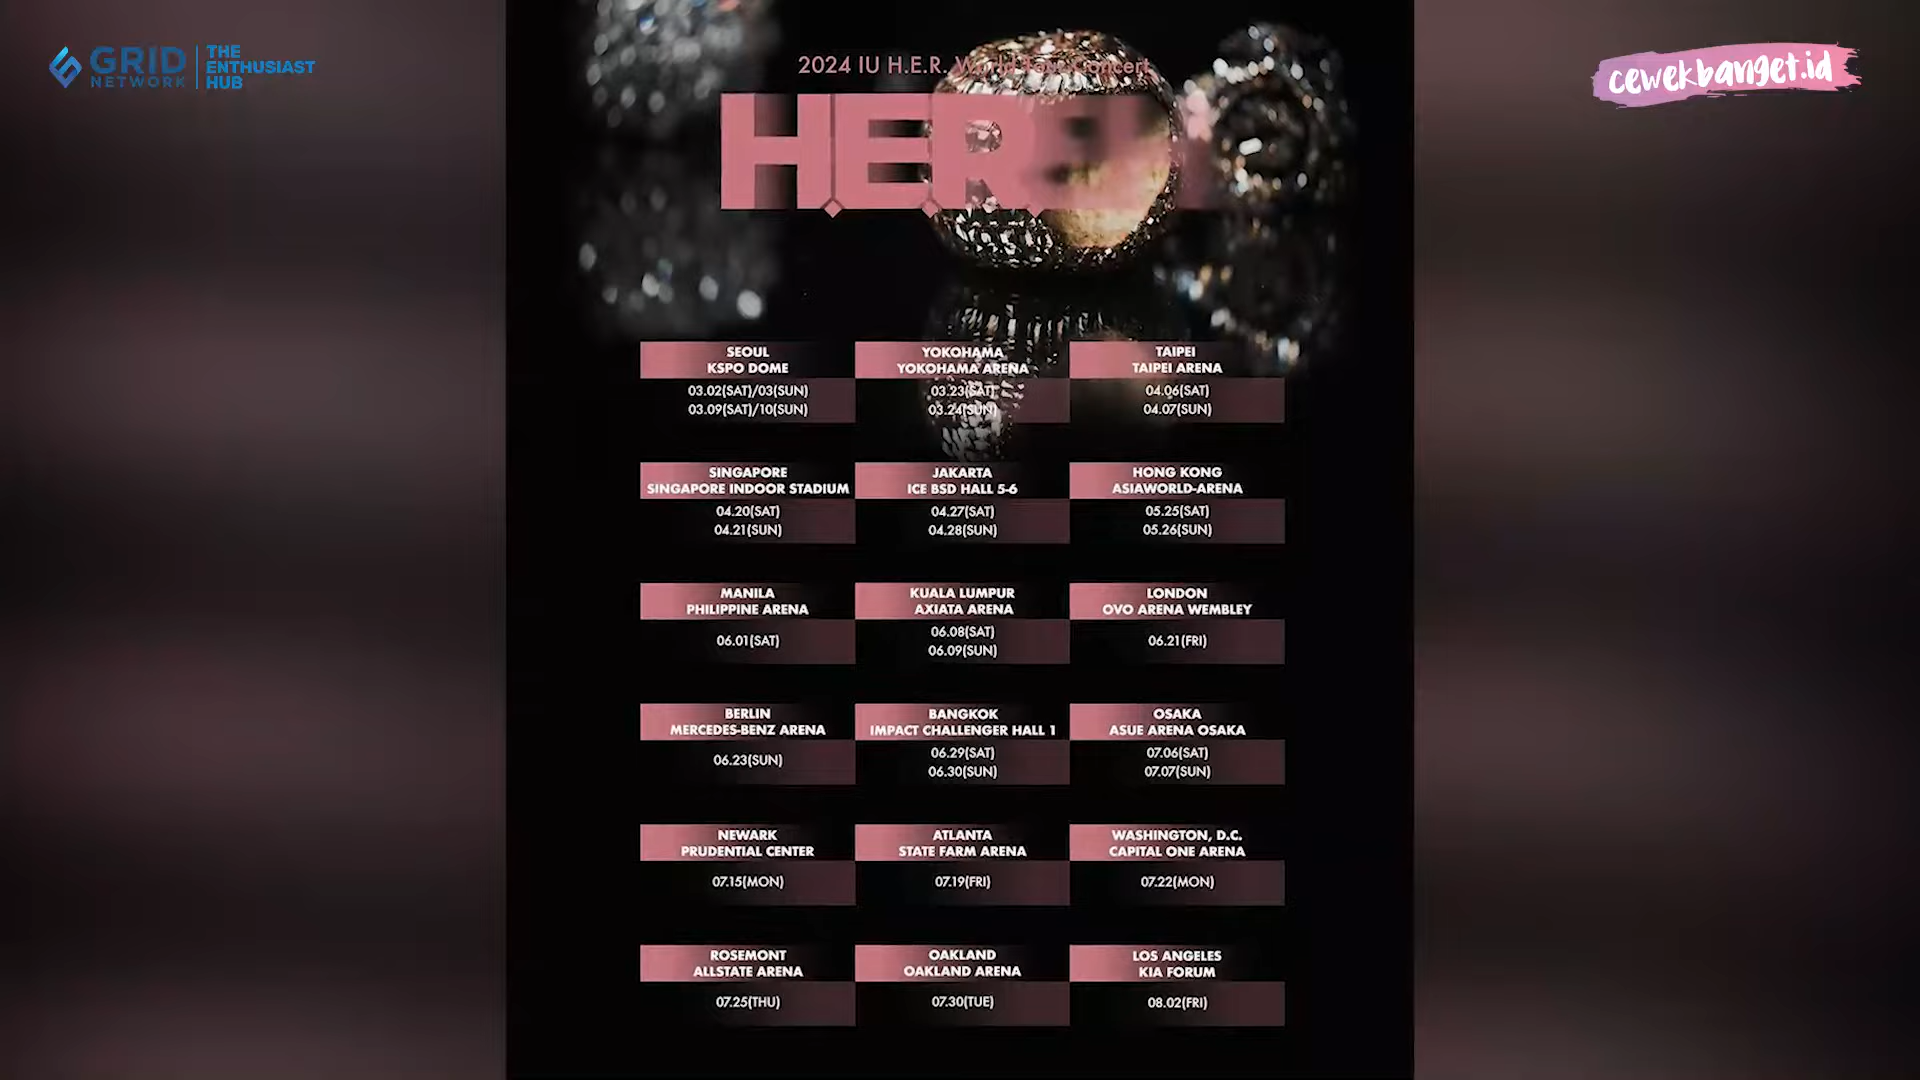 GRID
NETWORK
THE
ENTHUSIAST
HUB
cewekbanget.id
2024 IU H.E.R. World Tour Concert
H.E.R.
SEOUL
KSPO DOME
03.02(SAT)/03(SUN)
03.09(SAT)/10(SUN)
YOKOHAMA
YOKOHAMA ARENA
03.23(SAT)
03.24(SUN)
TAIPEI
TAIPEI ARENA
04.06(SAT)
04.07(SUN)
SINGAPORE
SINGAPORE INDOOR STADIUM
04.20(SAT)
04.21(SUN)
JAKARTA
ICE BSD HALL 5-6
04.27(SAT)
04.28(SUN)
HONG KONG
ASIAWORLD-ARENA
05.25(SAT)
05.26(SUN)
MANILA
PHILIPPINE ARENA
06.01(SAT)
KUALA LUMPUR
AXIATA ARENA
06.08(SAT)
06.09(SUN)
LONDON
OVO ARENA WEMBLEY
06.21(FRI)
BERLIN
MERCEDES-BENZ ARENA
06.23(SUN)
BANGKOK
IMPACT CHALLENGER HALL 1
06.29(SAT)
06.30(SUN)
OSAKA
ASUE ARENA OSAKA
07.06(SAT)
07.07(SUN)
NEWARK
PRUDENTIAL CENTER
07.15(MON)
ATLANTA
STATE FARM ARENA
07.19(FRI)
WASHINGTON, D.C.
CAPITAL ONE ARENA
07.22(MON)
ROSEMONT
ALLSTATE ARENA
07.25(THU)
OAKLAND
OAKLAND ARENA
07.30(TUE)
LOS ANGELES
KIA FORUM
08.02(FRI)